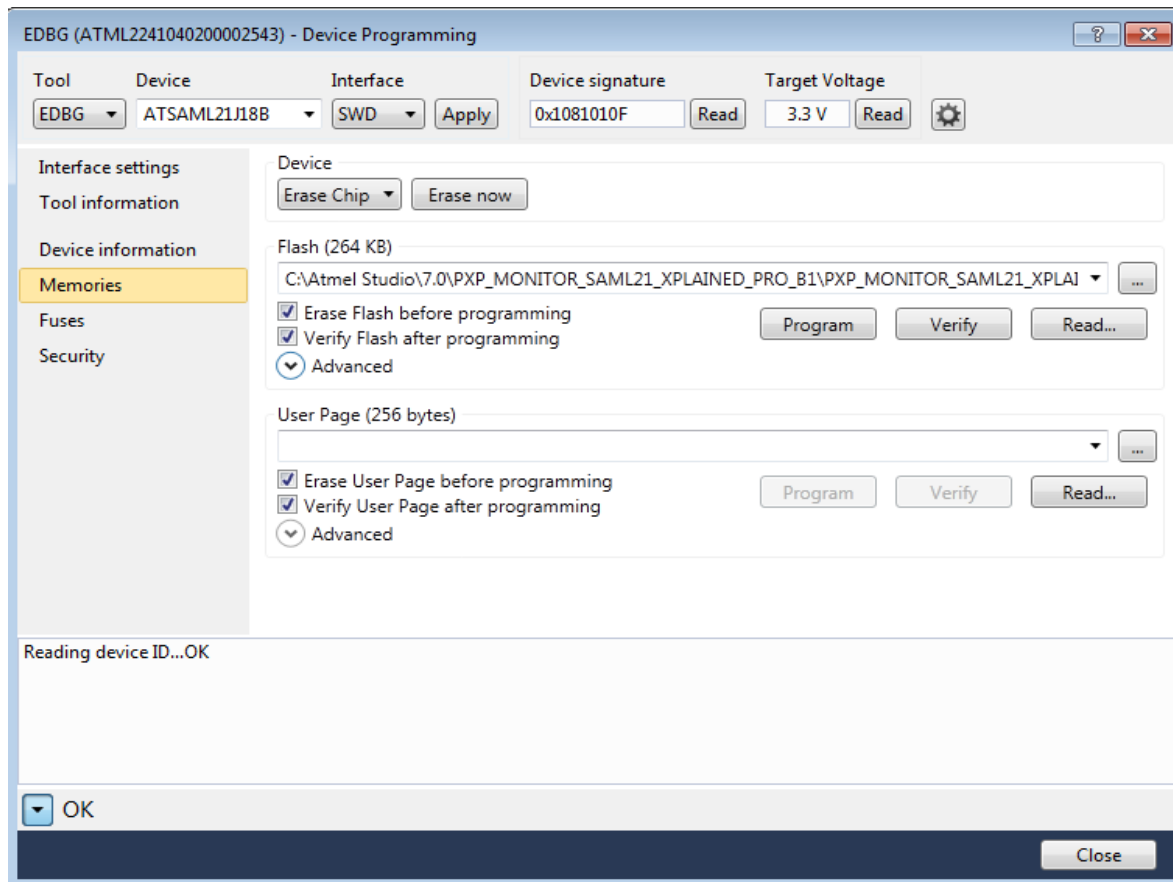 EDBG (ATML2241040200002543) - Device Programming
Tool Device Interface Device signature Target Voltage
EDBG ATSAML21J18B SWD Apply 0x1081010F Read 3.3 V Read
Interface settings
Tool information
Device information
Memories
Fuses
Security
Device
Erase Chip Erase now
Flash (264 KB)
C:\Atmel Studio\7.0\PXP_MONITOR_SAML21_XPLAINED_PRO_B1\PXP_MONITOR_SAML21_XPLAI ...
Erase Flash before programming
Verify Flash after programming
Program Verify Read...
Advanced
User Page (256 bytes)
...
Erase User Page before programming
Verify User Page after programming
Program Verify Read...
Advanced
Reading device ID...OK
OK
Close